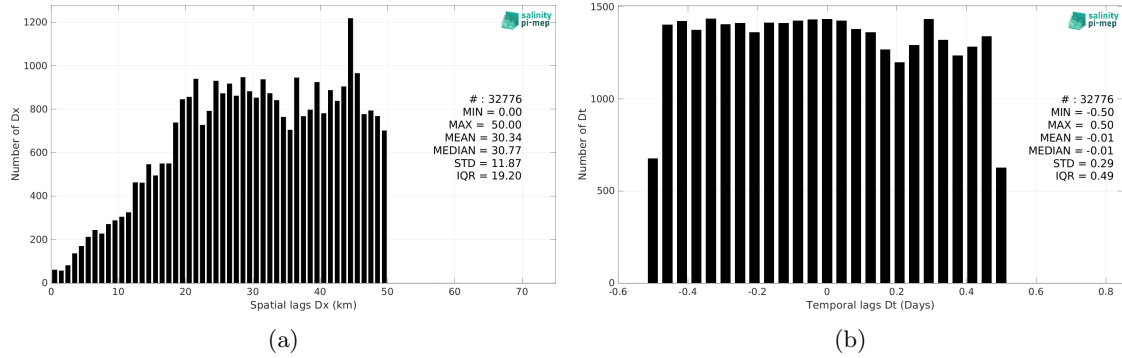 1200
1000
800
600
400
200
0
Number of Dx
salinity
pi-mep
# : 32776
MIN = 0.00
MAX = 50.00
MEAN = 30.34
MEDIAN = 30.77
STD = 11.87
IQR = 19.20
0 10 20 30 40 50 60 70
Spatial lags Dx (km)
(a)
1500
1000
500
0
Number of Dt
salinity
pi-mep
# : 32776
MIN = -0.50
MAX = 0.50
MEAN = -0.01
MEDIAN = -0.01
STD = 0.29
IQR = 0.49
-0.6 -0.4 -0.2 0 0.2 0.4 0.6 0.8
Temporal lags Dt (Days)
(b)